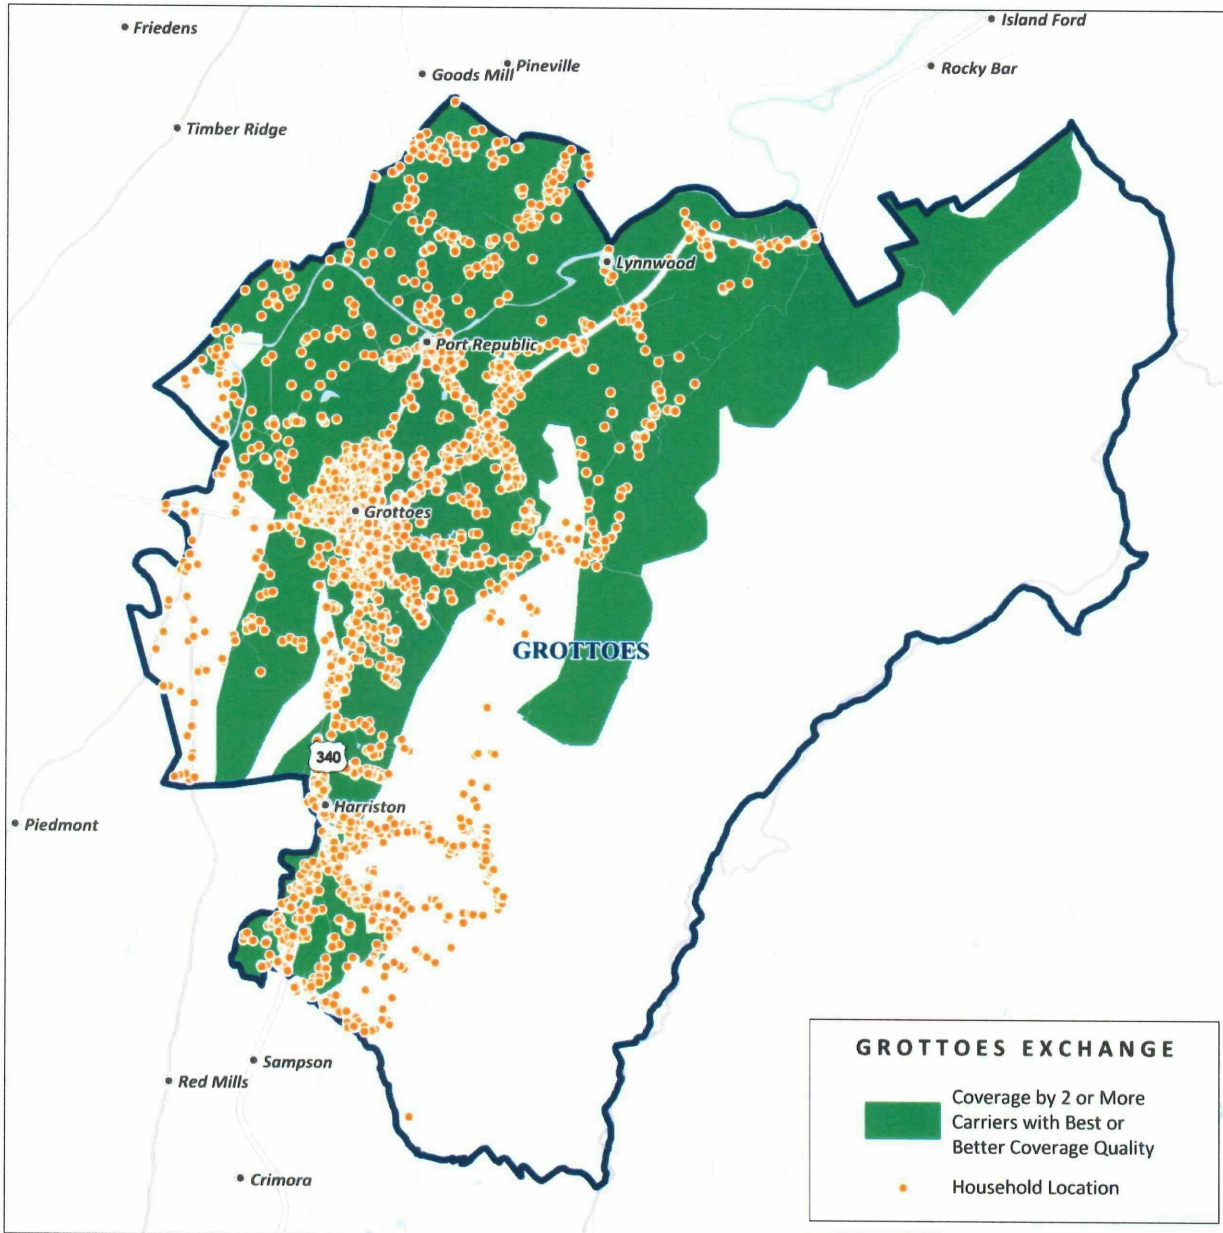 Friedens
Island Ford
Pineville
Goods Mill
Rocky Bar
Timber Ridge
Lynnwood
Port Republic
Grottoes
GROTTOES
340
Harriston
Piedmont
Sampson
Red Mills
Crimora
GROTTOES EXCHANGE
Coverage by 2 or More
Carriers with Best or
Better Coverage Quality
Household Location